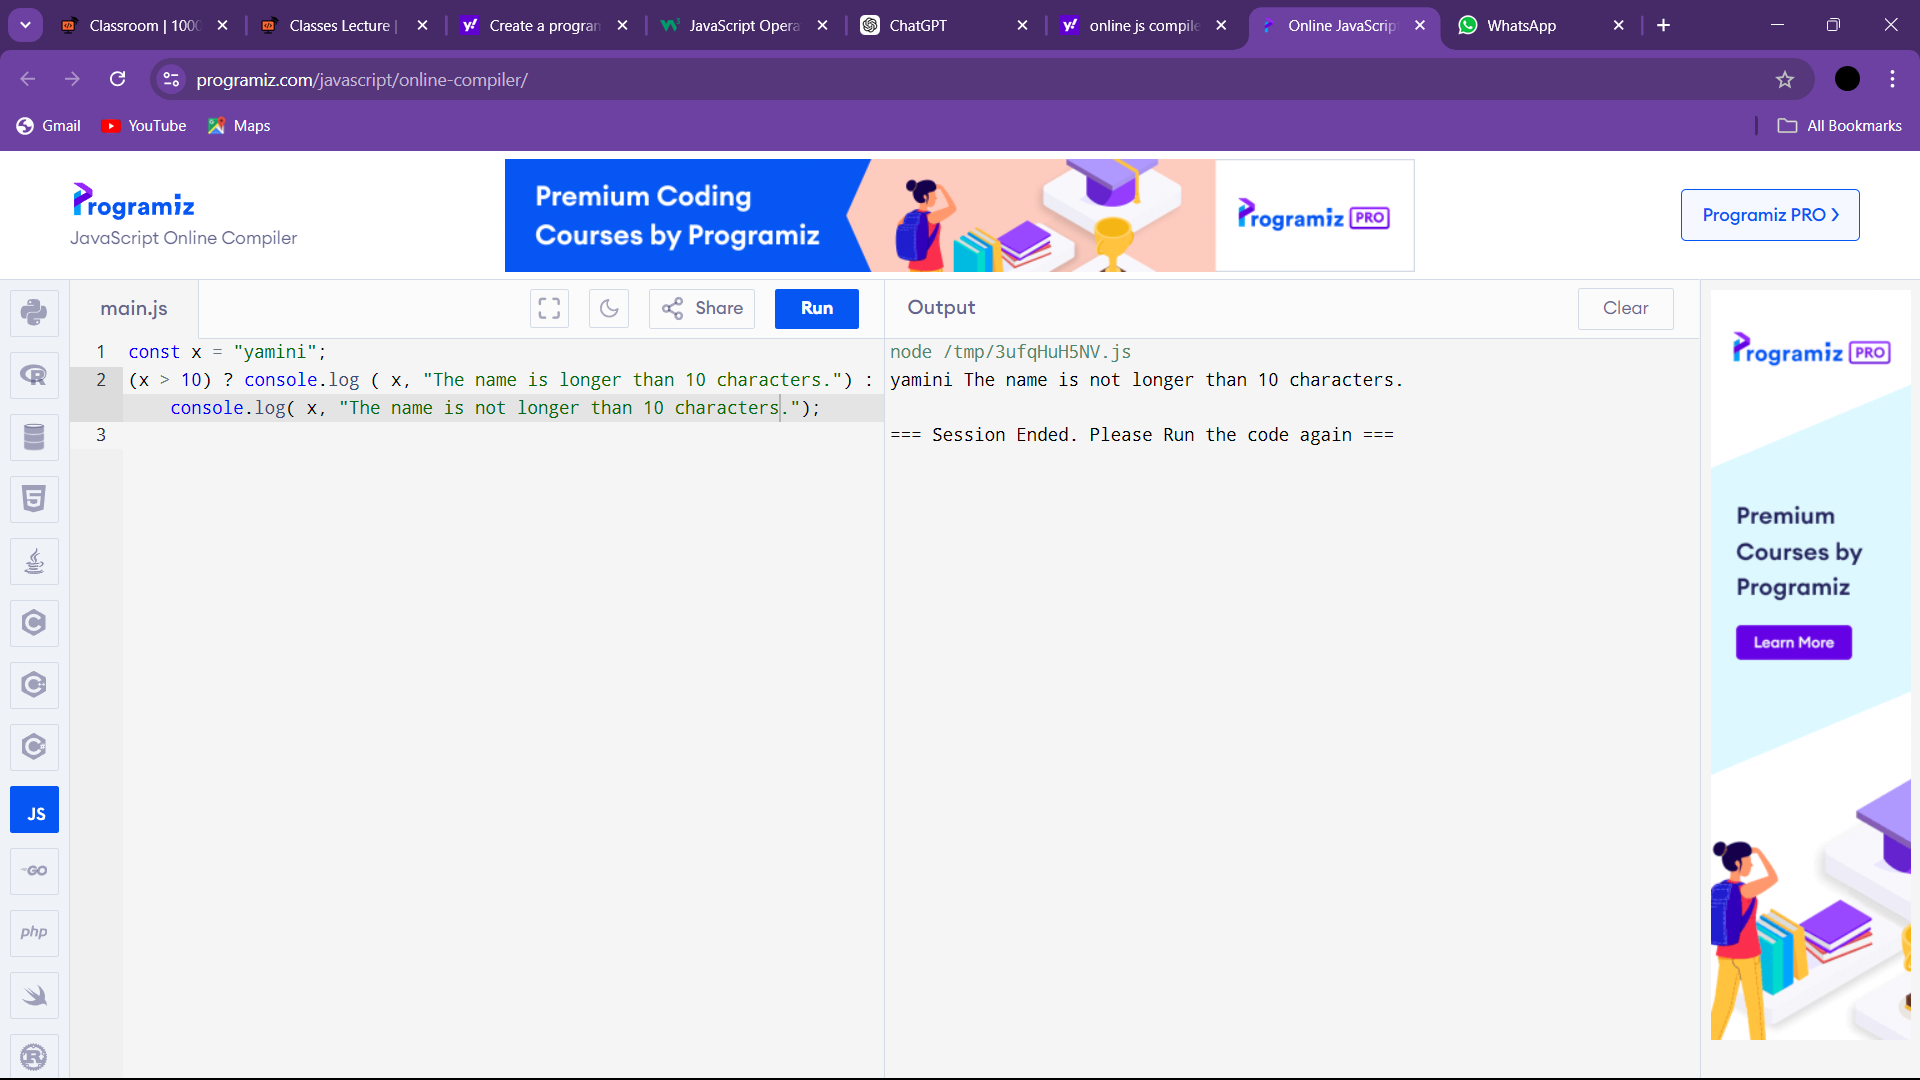 Classroom | 1000
Classes Lecture |
Create a program
JavaScript Opera
ChatGPT
online js compile
Online JavaScrip
WhatsApp
programiz.com/javascript/online-compiler/
Gmail
YouTube
Maps
All Bookmarks
Programiz
JavaScript Online Compiler
Premium Coding
Courses by Programiz
Programiz PRO
Programiz PRO
main.js
Share
Run
Output
Clear
1 const x = "yamini";
2 (x > 10) ? console.log ( x, "The name is longer than 10 characters.") :
console.log( x, "The name is not longer than 10 characters.");
3
node /tmp/3ufqHuH5NV.js
yamini The name is not longer than 10 characters.
=== Session Ended. Please Run the code again ===
JS
GO
php
Programiz PRO
Premium
Courses by
Programiz
Learn More